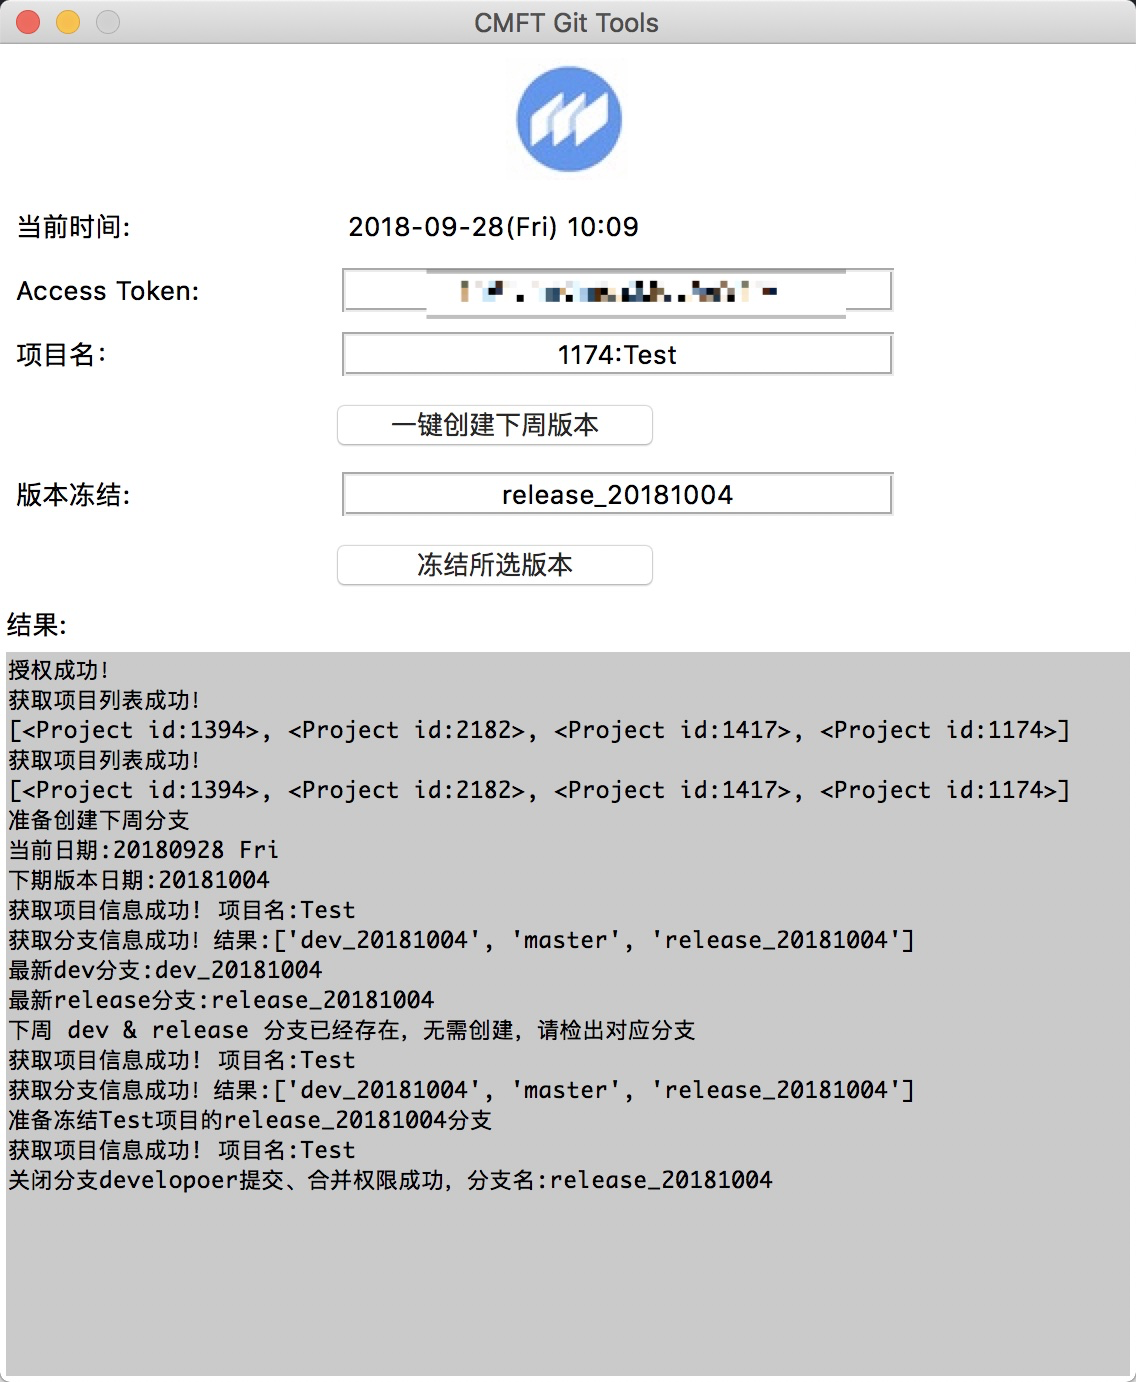 CMFT Git Tools
当前时间: 2018-09-28(Fri) 10:09
Access Token:
项目名: 1174:Test
一键创建下周版本
版本冻结: release_20181004
冻结所选版本
结果:
授权成功!
获取项目列表成功!
[<Project id:1394>, <Project id:2182>, <Project id:1417>, <Project id:1174>]
获取项目列表成功!
[<Project id:1394>, <Project id:2182>, <Project id:1417>, <Project id:1174>]
准备创建下周分支
当前日期:20180928 Fri
下期版本日期:20181004
获取项目信息成功! 项目名:Test
获取分支信息成功! 结果:['dev_20181004', 'master', 'release_20181004']
最新dev分支:dev_20181004
最新release分支:release_20181004
下周 dev & release 分支已经存在，无需创建，请检出对应分支
获取项目信息成功! 项目名:Test
获取分支信息成功! 结果:['dev_20181004', 'master', 'release_20181004']
准备冻结Test项目的release_20181004分支
获取项目信息成功! 项目名:Test
关闭分支developoer提交、合并权限成功，分支名:release_20181004